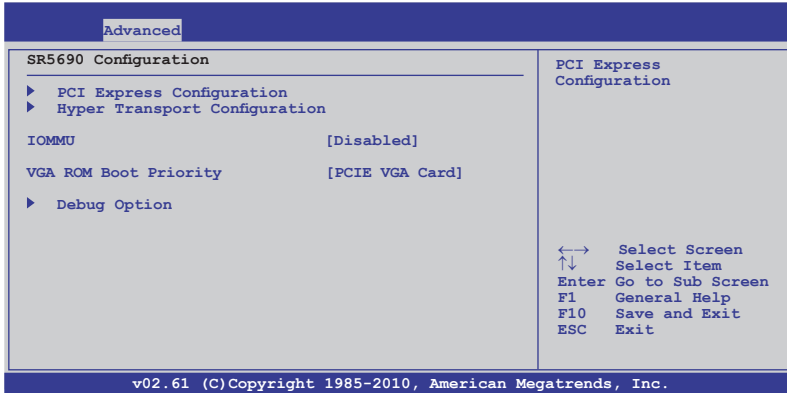 Advanced
SR5690 Configuration
PCI Express Configuration
Hyper Transport Configuration
IOMMU [Disabled]
VGA ROM Boot Priority [PCIE VGA Card]
Debug Option
PCI Express
Configuration
←→ Select Screen
↑↓ Select Item
Enter Go to Sub Screen
F1 General Help
F10 Save and Exit
ESC Exit
v02.61 (C)Copyright 1985-2010, American Megatrends, Inc.